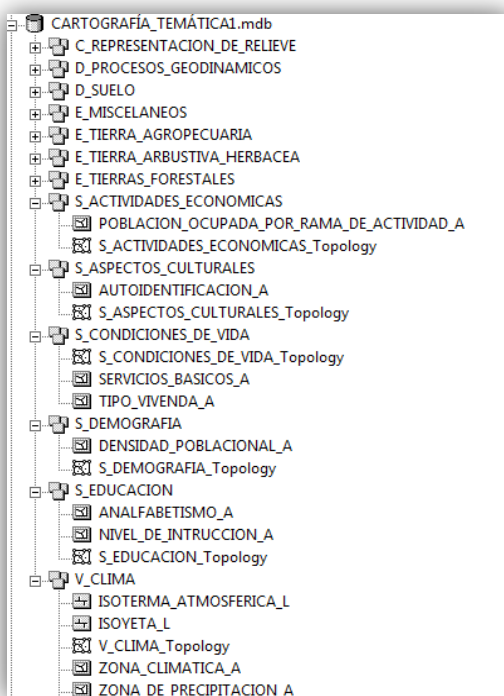 CARTOGRAFÍA_TEMÁTICA1.mdb
C_REPRESENTACION_DE_RELIEVE
D_PROCESOS_GEODINAMICOS
D_SUELO
E_MISCELANEOS
E_TIERRA_AGROPECUARIA
E_TIERRA_ARBUSTIVA_HERBACEA
E_TIERRAS_FORESTALES
S_ACTIVIDADES_ECONOMICAS
POBLACION_OCUPADA_POR_RAMA_DE_ACTIVIDAD_A
S_ACTIVIDADES_ECONOMICAS_Topology
S_ASPECTOS_CULTURALES
AUTOIDENTIFICACION_A
S_ASPECTOS_CULTURALES_Topology
S_CONDICIONES_DE_VIDA
S_CONDICIONES_DE_VIDA_Topology
SERVICIOS_BASICOS_A
TIPO_VIVENDA_A
S_DEMOGRAFIA
DENSIDAD_POBLACIONAL_A
S_DEMOGRAFIA_Topology
S_EDUCACION
ANALFABETISMO_A
NIVEL_DE_INTRUCCION_A
S_EDUCACION_Topology
V_CLIMA
ISOTERMA_ATMOSFERICA_L
ISOYETA_L
V_CLIMA_Topology
ZONA_CLIMATICA_A
ZONA_DE_PRECIPITACION_A